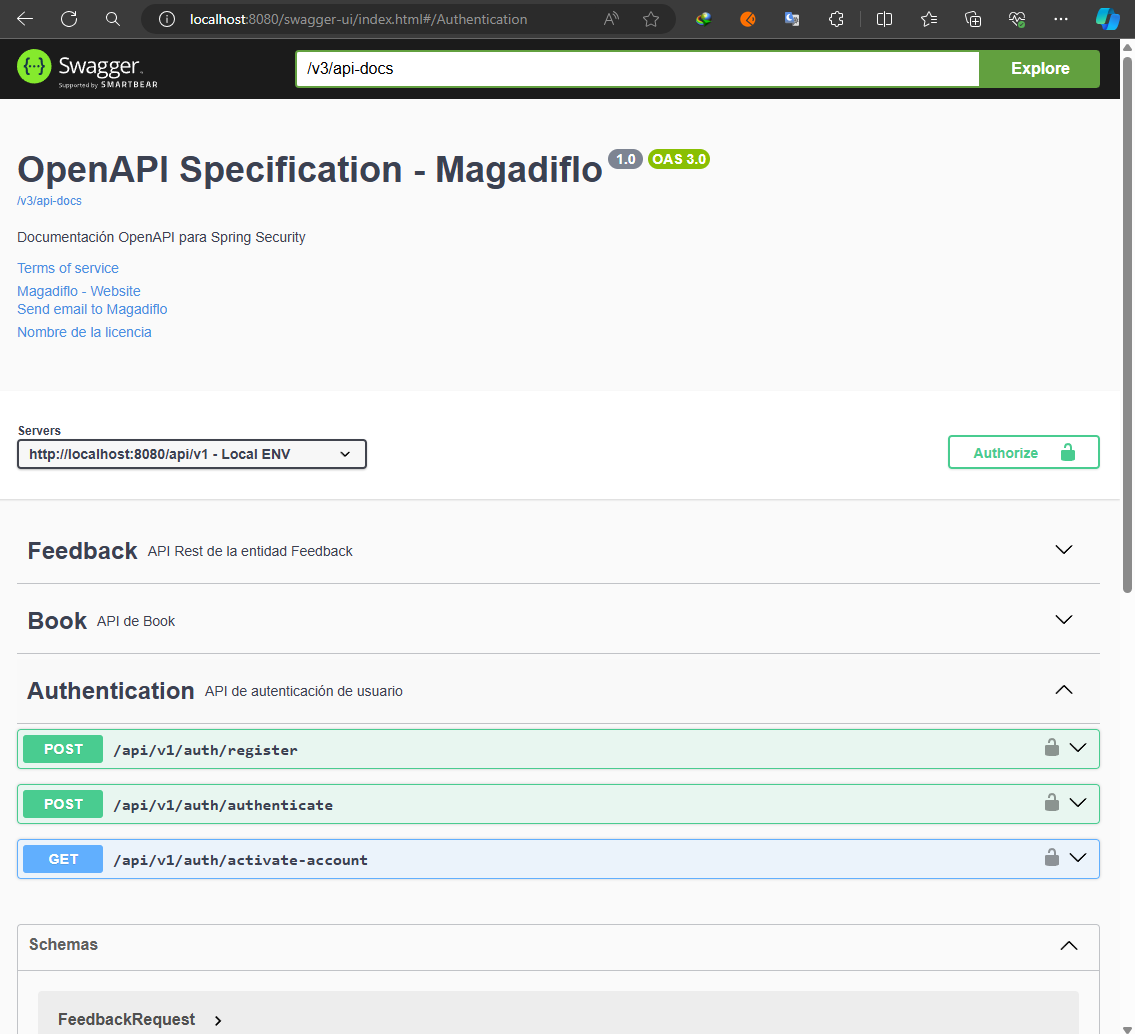 localhost:8080/swagger-ui/index.html#/Authentication
Swagger
Supported by SMARTBEAR
/v3/api-docs
Explore
OpenAPI Specification - Magadiflo 1.0 OAS 3.0
/v3/api-docs
Documentación OpenAPI para Spring Security
Terms of service
Magadiflo - Website
Send email to Magadiflo
Nombre de la licencia
Servers
http://localhost:8080/api/v1 - Local ENV
Authorize
Feedback API Rest de la entidad Feedback
Book API de Book
Authentication API de autenticación de usuario
POST /api/v1/auth/register
POST /api/v1/auth/authenticate
GET /api/v1/auth/activate-account
Schemas
FeedbackRequest